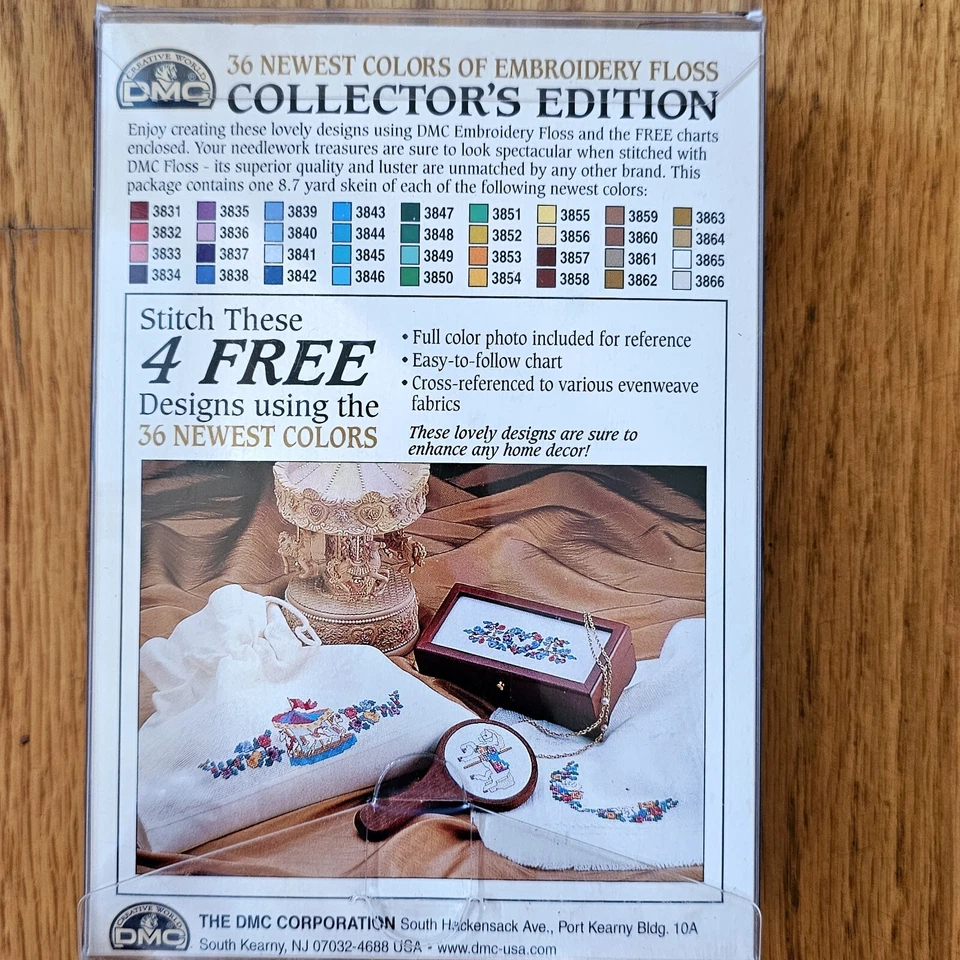 CREATIVE WORLD
DMC
36 NEWEST COLORS OF EMBROIDERY FLOSS
COLLECTOR'S EDITION
Enjoy creating these lovely designs using DMC Embroidery Floss and the FREE charts
enclosed. Your needlework treasures are sure to look spectacular when stitched with
DMC Floss - its superior quality and luster are unmatched by any other brand. This
package contains one 8.7 yard skein of each of the following newest colors:
3831 3835 3839 3843 3847 3851 3855 3859 3863
3832 3836 3840 3844 3848 3852 3856 3860 3864
3833 3837 3841 3845 3849 3853 3857 3861 3865
3834 3838 3842 3846 3850 3854 3858 3862 3866
Stitch These
4 FREE
Designs using the
36 NEWEST COLORS
• Full color photo included for reference
• Easy-to-follow chart
• Cross-referenced to various evenweave
fabrics
These lovely designs are sure to
enhance any home decor!
CREATIVE WORLD
DMC
THE DMC CORPORATION South Hackensack Ave., Port Kearny Bldg. 10A
South Kearny, NJ 07032-4688 USA - www.dmc-usa.com